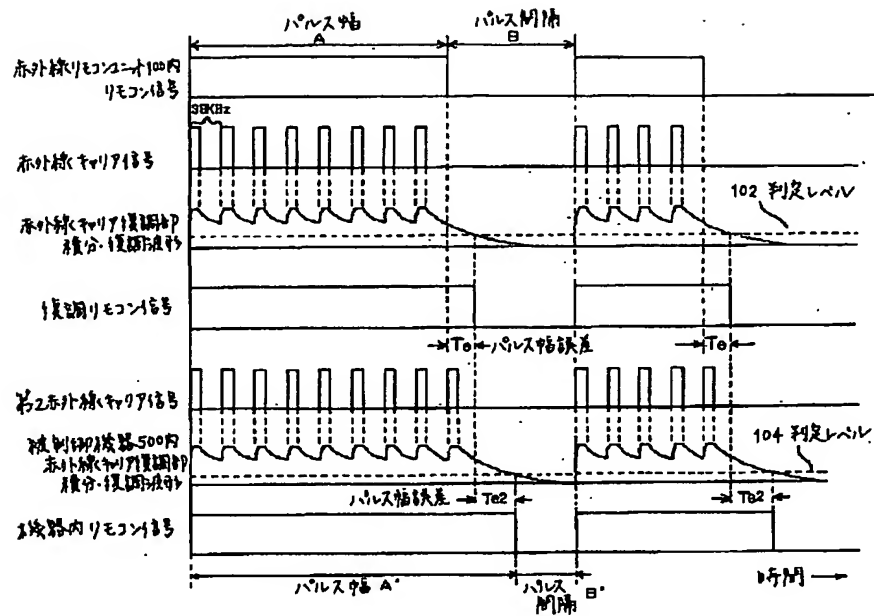 パルス幅
A
パルス間隔
B
赤外線リモコンユニット100内
リモコン信号
38KHz
赤外線キャリア信号
102 判定レベル
赤外線キャリア復調部
積分・復調波形
復調リモコン信号
Te
パルス幅誤差
Te
第2赤外線キャリア信号
被制御機器500内
赤外線キャリア復調部
積分・復調波形
104 判定レベル
パルス幅誤差
Te2
Te2
機器内リモコン信号
パルス幅 A'
パルス
間隔 B'
時間